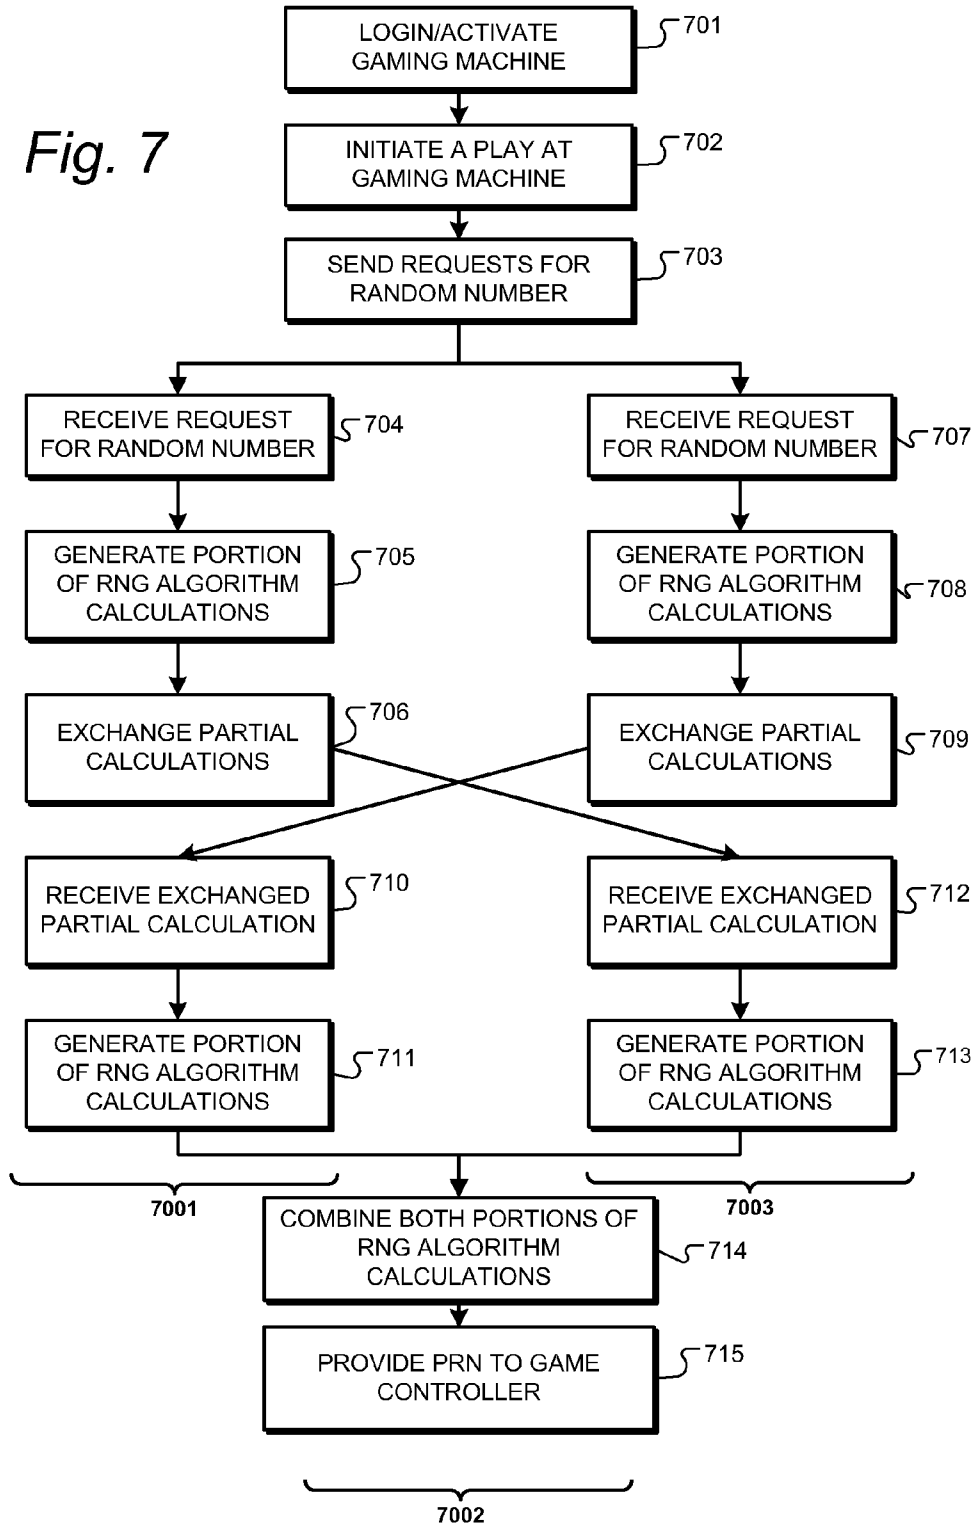 LOGIN/ACTIVATE
GAMING MACHINE
701
Fig. 7
INITIATE A PLAY AT
GAMING MACHINE
702
SEND REQUESTS FOR
RANDOM NUMBER
703
RECEIVE REQUEST
FOR RANDOM NUMBER
704
RECEIVE REQUEST
FOR RANDOM NUMBER
707
GENERATE PORTION
OF RNG ALGORITHM
CALCULATIONS
705
GENERATE PORTION
OF RNG ALGORITHM
CALCULATIONS
708
EXCHANGE PARTIAL
CALCULATIONS
706
EXCHANGE PARTIAL
CALCULATIONS
709
RECEIVE EXCHANGED
PARTIAL CALCULATION
710
RECEIVE EXCHANGED
PARTIAL CALCULATION
712
GENERATE PORTION
OF RNG ALGORITHM
CALCULATIONS
711
GENERATE PORTION
OF RNG ALGORITHM
CALCULATIONS
713
7001
7003
COMBINE BOTH PORTIONS OF
RNG ALGORITHM
CALCULATIONS
714
PROVIDE PRN TO GAME
CONTROLLER
715
7002